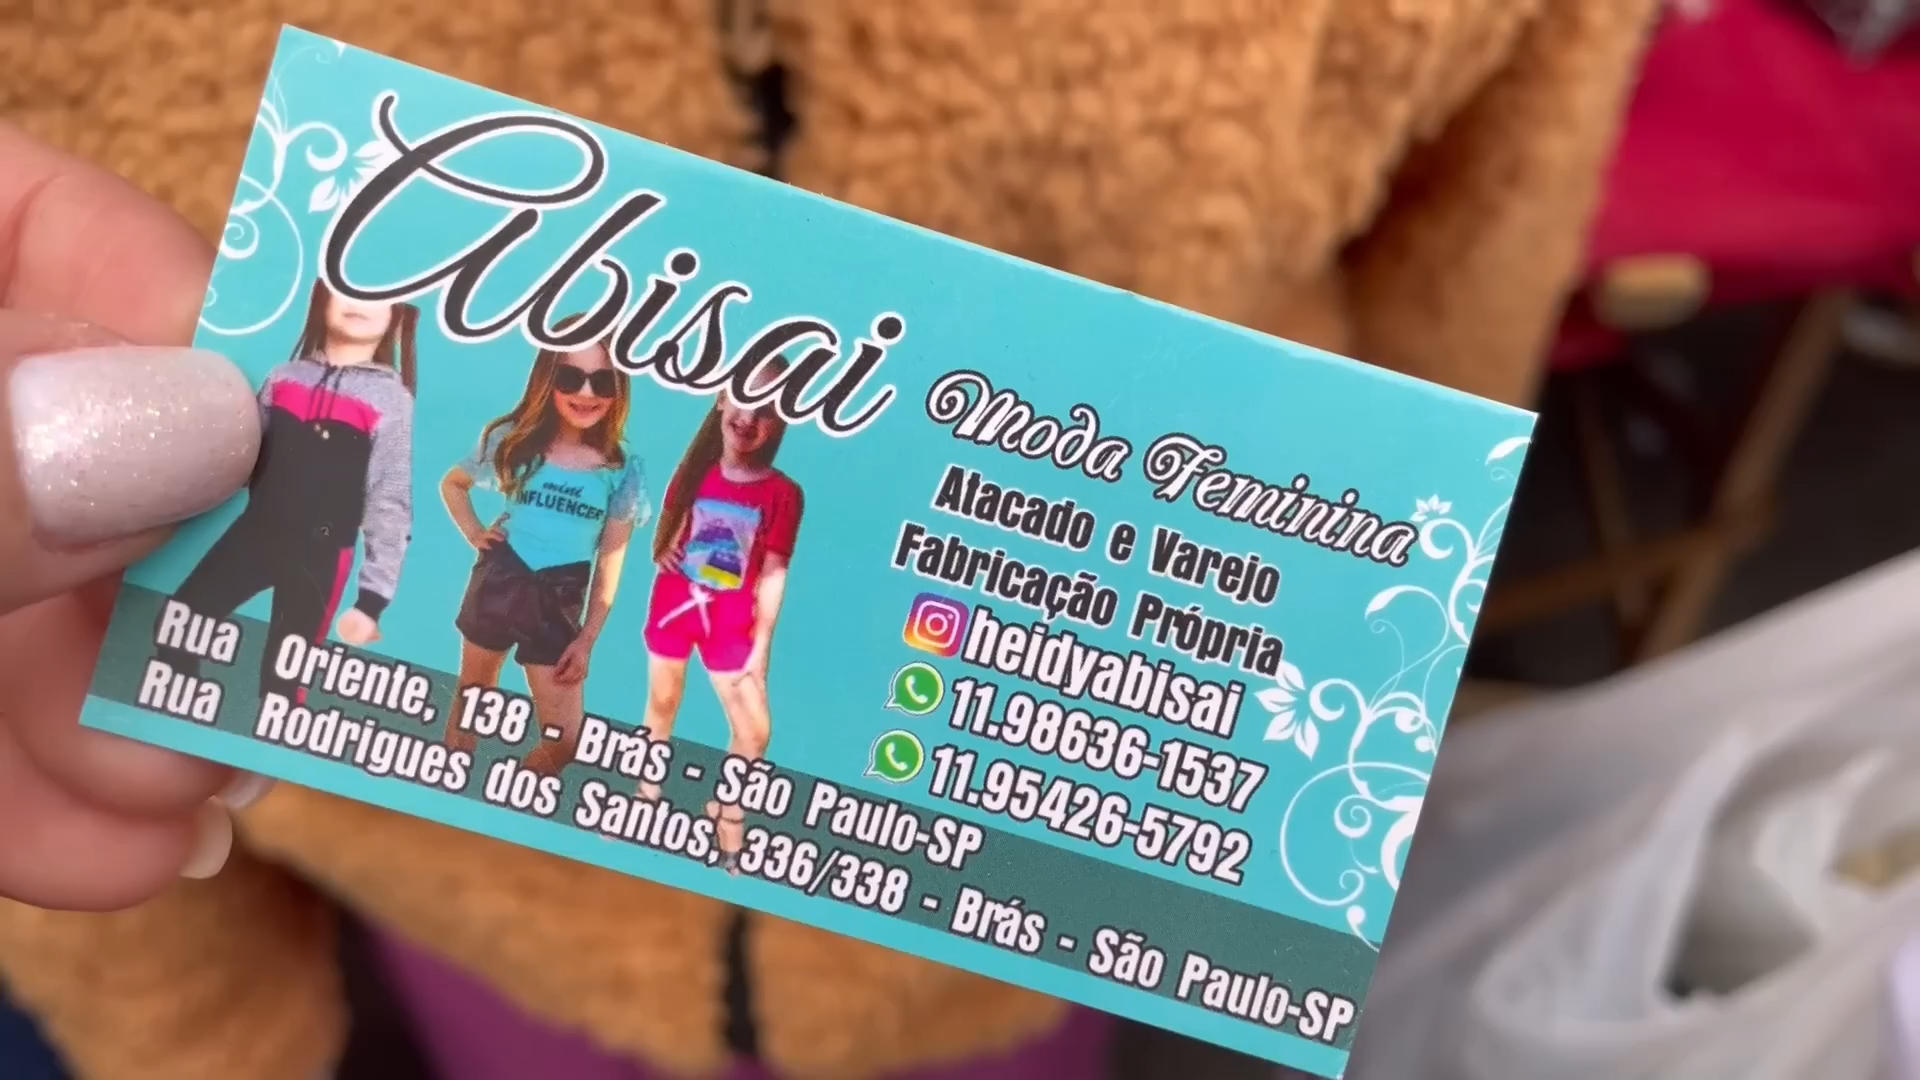 Abisai
Moda Feminina
Atacado e Varejo
Fabricação Própria
heidyabisai
11.98636-1537
11.95426-5792
mini
INFLUENCER
Rua Oriente, 138 - Brás - São Paulo-SP
Rua Rodrigues dos Santos, 336/338 - Brás - São Paulo-SP